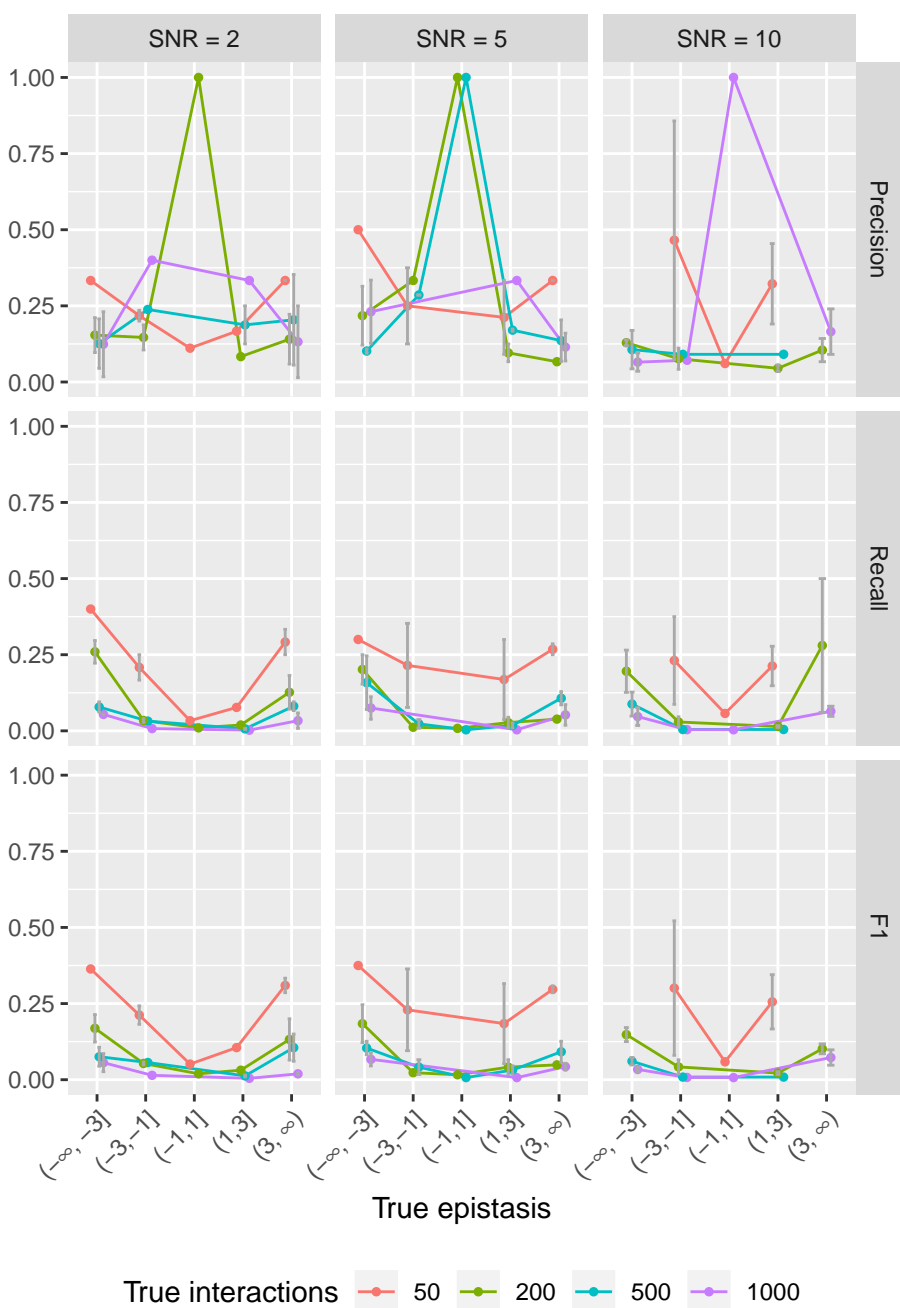 SNR = 2 SNR = 5 SNR = 10
1.00
0.75
0.50
0.25
0.00
Precision
1.00
0.75
0.50
0.25
0.00
Recall
1.00
0.75
0.50
0.25
0.00
F1
(−∞, −3] (−3,−1] (−1,1] (1,3] (3, ∞) (−∞, −3] (−3,−1] (−1,1] (1,3] (3, ∞) (−∞, −3] (−3,−1] (−1,1] (1,3] (3, ∞)
True epistasis
True interactions 50 200 500 1000